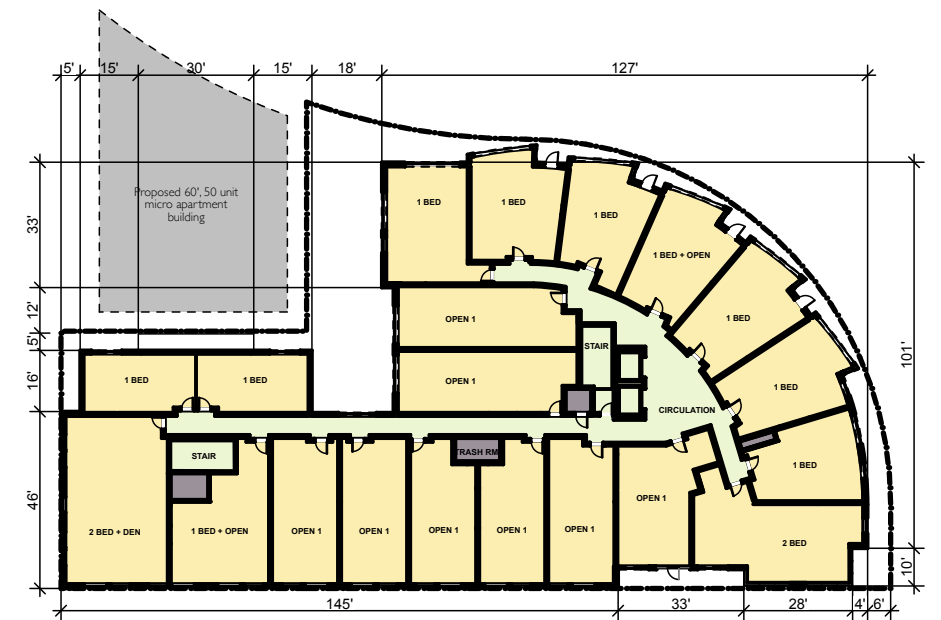 5' 15' 30' 15' 18' 127'
Proposed 60', 50 unit
micro apartment
building
33'
12'
5'
16'
46'
101'
10'
1 BED
1 BED
1 BED
1 BED + OPEN
1 BED
1 BED
1 BED
OPEN 1
OPEN 1
STAIR
CIRCULATION
1 BED 1 BED
STAIR
TRASH RM
2 BED + DEN
1 BED + OPEN
OPEN 1
OPEN 1
OPEN 1
OPEN 1
OPEN 1
OPEN 1
2 BED
145' 33' 28' 4' 6'